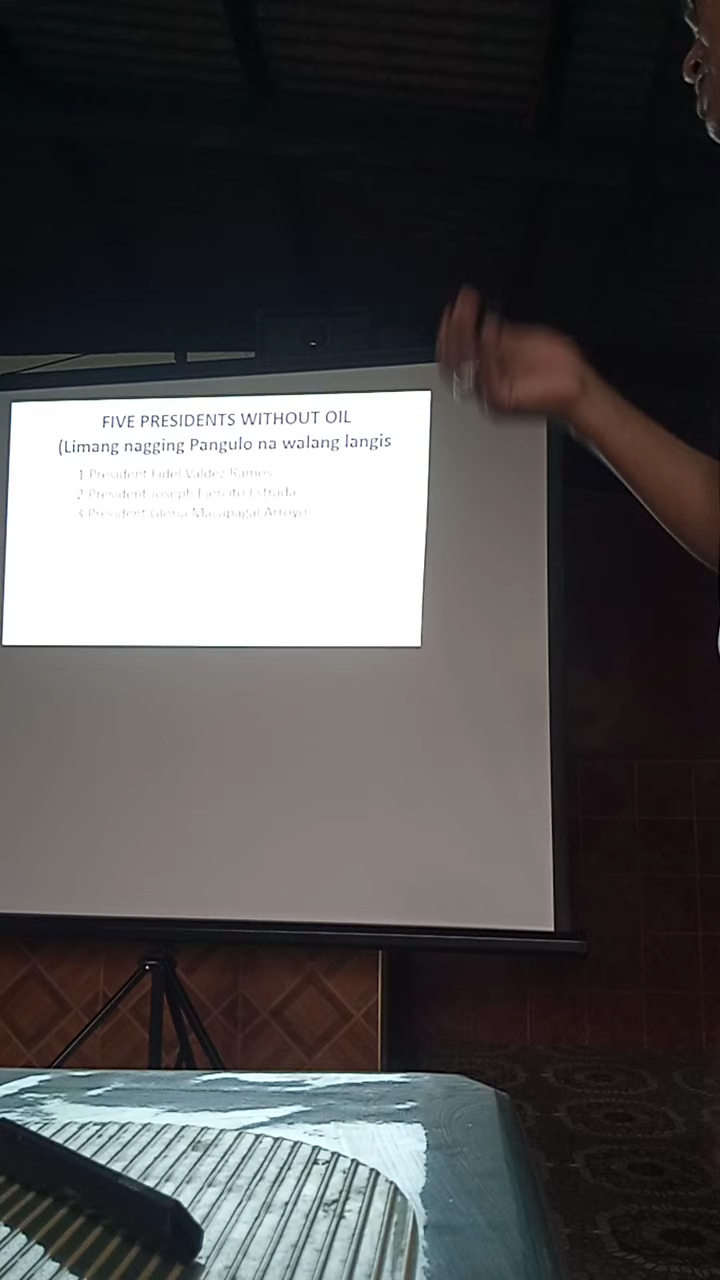 FIVE PRESIDENTS WITHOUT OIL
(Limang nagging Pangulo na walang langis
1 President Fidel Valdez Ramos
2 President Joseph Ejercito Estrada
3 President Gloria Macapagal Arroyo